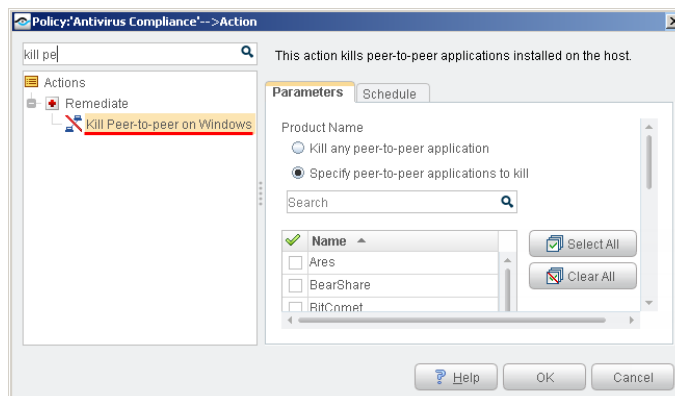 Policy:'Antivirus Compliance'-->Action
kill pe
Actions
Remediate
Kill Peer-to-peer on Windows
This action kills peer-to-peer applications installed on the host.
Parameters
Schedule
Product Name
Kill any peer-to-peer application
Specify peer-to-peer applications to kill
Search
Name
Ares
BearShare
BitComet
Select All
Clear All
Help
OK
Cancel